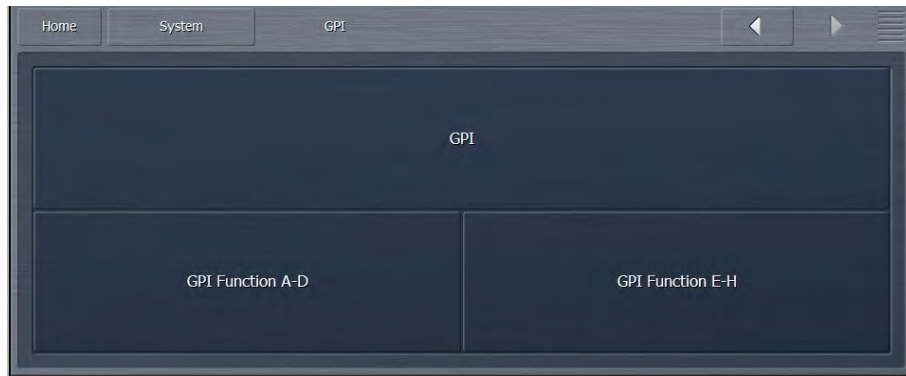 Home System GPI
GPI
GPI Function A-D GPI Function E-H